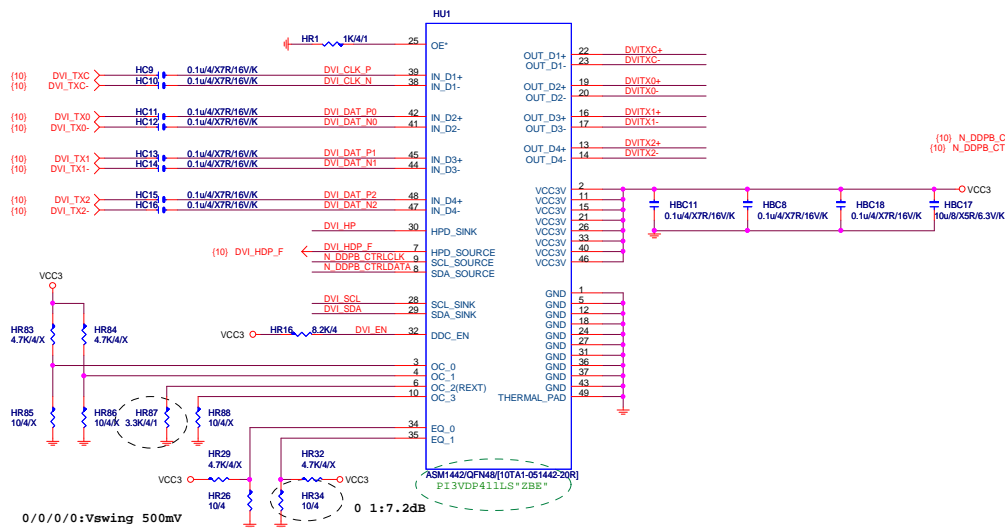 HU1
HR1 1K/4/1 25 OE*
{10} DVI_TXC HC9 0.1u/4/X7R/16V/K DVI_CLK_P 39 IN_D1+
{10} DVI_TXC- HC10 0.1u/4/X7R/16V/K DVI_CLK_N 38 IN_D1-
{10} DVI_TX0 HC11 0.1u/4/X7R/16V/K DVI_DAT_P0 42 IN_D2+
{10} DVI_TX0- HC12 0.1u/4/X7R/16V/K DVI_DAT_N0 41 IN_D2-
{10} DVI_TX1 HC13 0.1u/4/X7R/16V/K DVI_DAT_P1 45 IN_D3+
{10} DVI_TX1- HC14 0.1u/4/X7R/16V/K DVI_DAT_N1 44 IN_D3-
{10} DVI_TX2 HC15 0.1u/4/X7R/16V/K DVI_DAT_P2 48 IN_D4+
{10} DVI_TX2- HC16 0.1u/4/X7R/16V/K DVI_DAT_N2 47 IN_D4-
DVI_HP 30 HPD_SINK
{10} DVI_HDP_F DVI_HDP_F 7 HPD_SOURCE
N_DDPB_CTRLCLK 9 SCL_SOURCE
N_DDPB_CTRLDATA 8 SDA_SOURCE
DVI_SCL 28 SCL_SINK
DVI_SDA 29 SDA_SINK
VCC3 HR16 8.2K/4 DVI_EN 32 DDC_EN
3 OC_0
4 OC_1
6 OC_2(REXT)
10 OC_3
34 EQ_0
35 EQ_1
OUT_D1+ 22 DVITXC+
OUT_D1- 23 DVITXC-
OUT_D2+ 19 DVITX0+
OUT_D2- 20 DVITX0-
OUT_D3+ 16 DVITX1+
OUT_D3- 17 DVITX1-
OUT_D4+ 13 DVITX2+
OUT_D4- 14 DVITX2-
{10} N_DDPB_C
{10} N_DDPB_CT
VCC3V 2
VCC3V 11
VCC3V 15
VCC3V 21
VCC3V 26
VCC3V 33
VCC3V 40
VCC3V 46
VCC3
HBC11
0.1u/4/X7R/16V/K
HBC8
0.1u/4/X7R/16V/K
HBC18
0.1u/4/X7R/16V/K
HBC17
10u/8/X5R/6.3V/K
GND 1
GND 5
GND 12
GND 18
GND 24
GND 27
GND 31
GND 36
GND 37
GND 43
THERMAL_PAD 49
VCC3
HR83
4.7K/4/X
HR84
4.7K/4/X
HR85
10/4/X
HR86
10/4/X
HR87
3.3K/4/1
HR88
10/4/X
HR29
4.7K/4/X
VCC3
HR26
10/4
HR32
4.7K/4/X
VCC3
HR34
10/4
ASM1442/QFN48/[10TA1-051442-20R]
PI3VDP411LS"ZBE"
0 1:7.2dB
0/0/0/0:Vswing 500mV